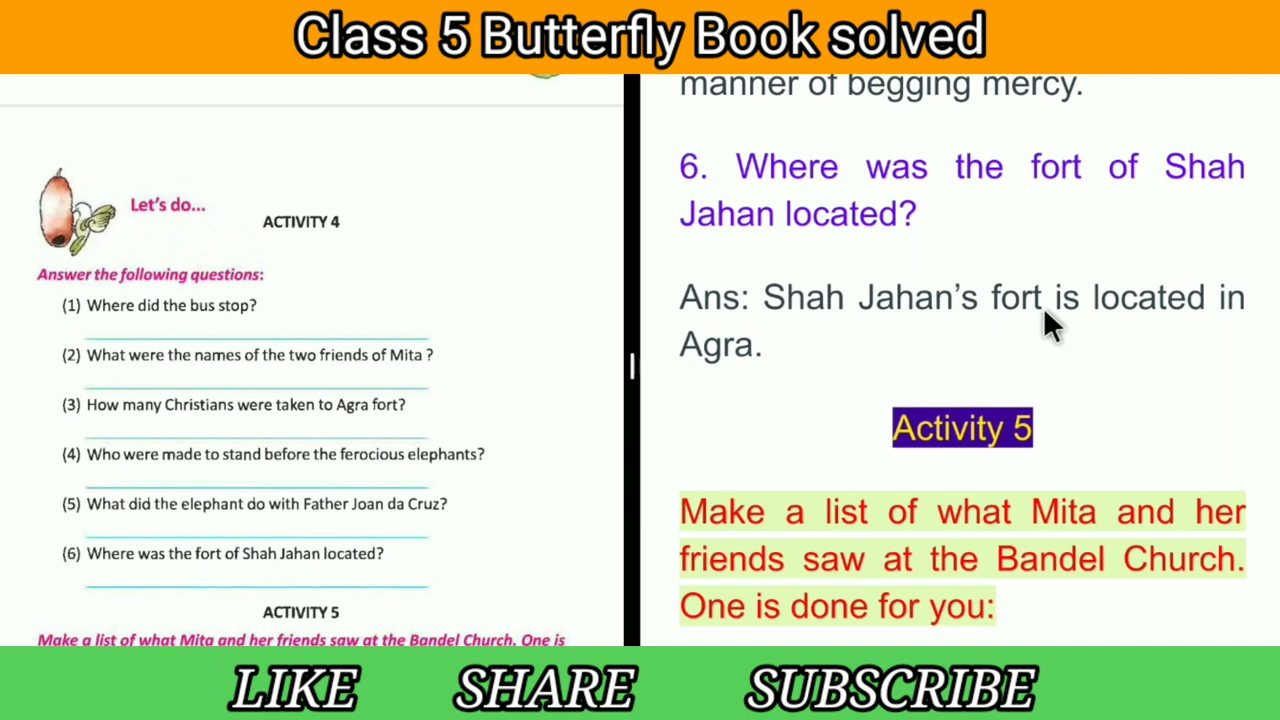 Class 5 Butterfly Book solved
Let's do...
ACTIVITY 4
Answer the following questions:
(1) Where did the bus stop?
(2) What were the names of the two friends of Mita ?
(3) How many Christians were taken to Agra fort?
(4) Who were made to stand before the ferocious elephants?
(5) What did the elephant do with Father Joan da Cruz?
(6) Where was the fort of Shah Jahan located?
ACTIVITY 5
Make a list of what Mita and her friends saw at the Bandel Church. One is
manner of begging mercy.
6. Where was the fort of Shah
Jahan located?
Ans: Shah Jahan’s fort is located in
Agra.
Activity 5
Make a list of what Mita and her
friends saw at the Bandel Church.
One is done for you:
LIKE SHARE SUBSCRIBE